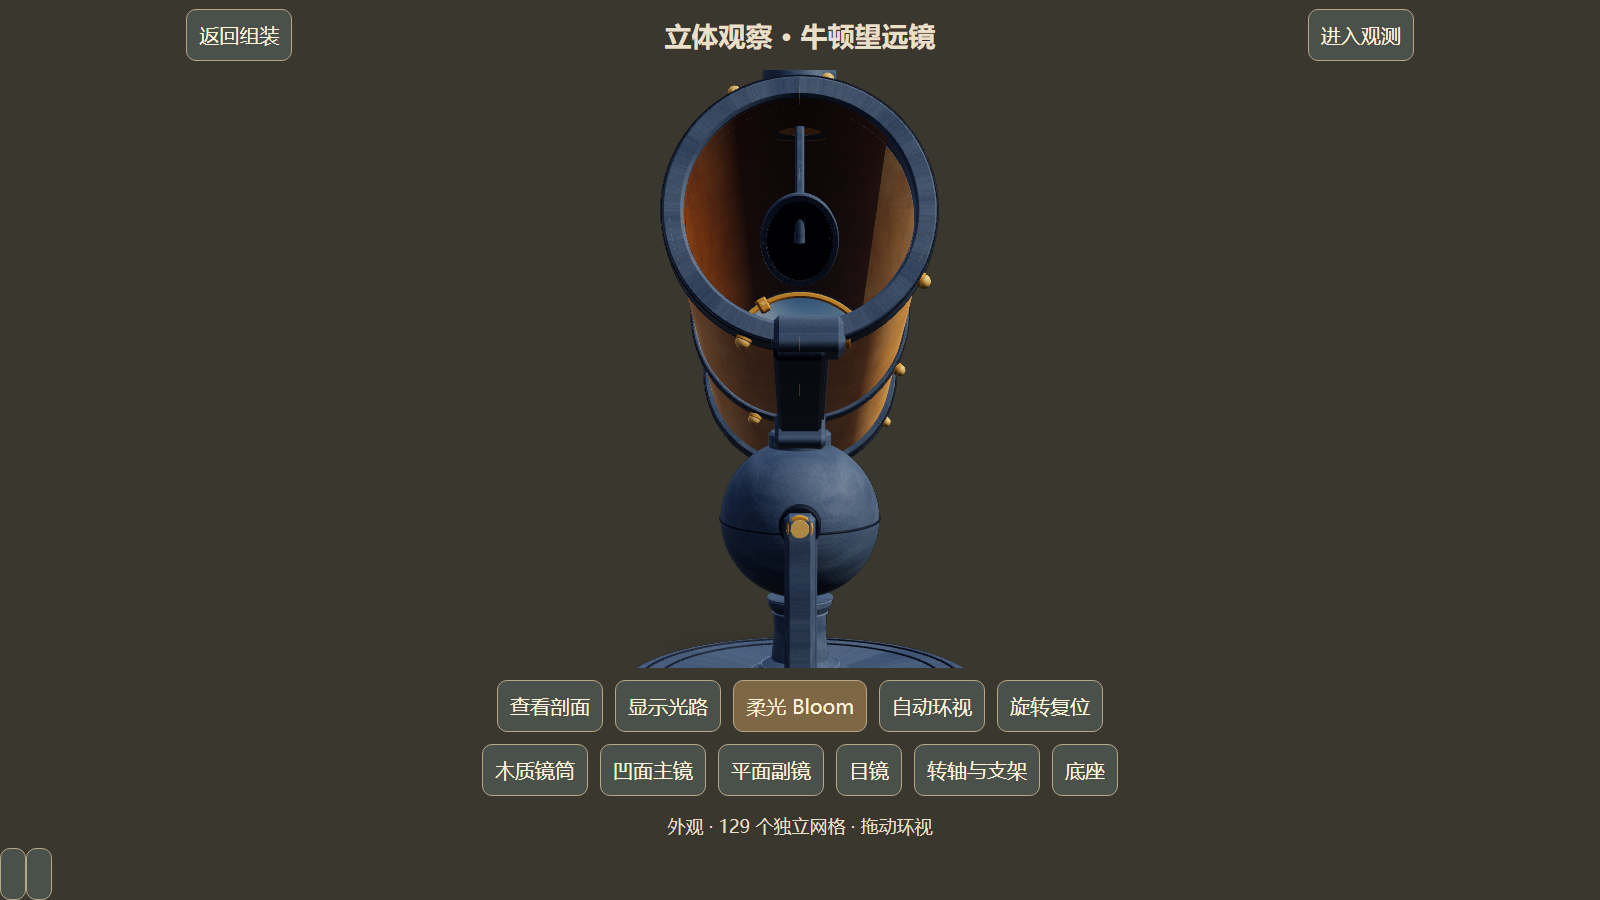 返回组装
立体观察·牛顿望远镜
进入观测
查看剖面 显示光路 柔光 Bloom 自动环视 旋转复位
木质镜筒 凹面主镜 平面副镜 目镜 转轴与支架 底座
外观 · 129 个独立网格 · 拖动环视